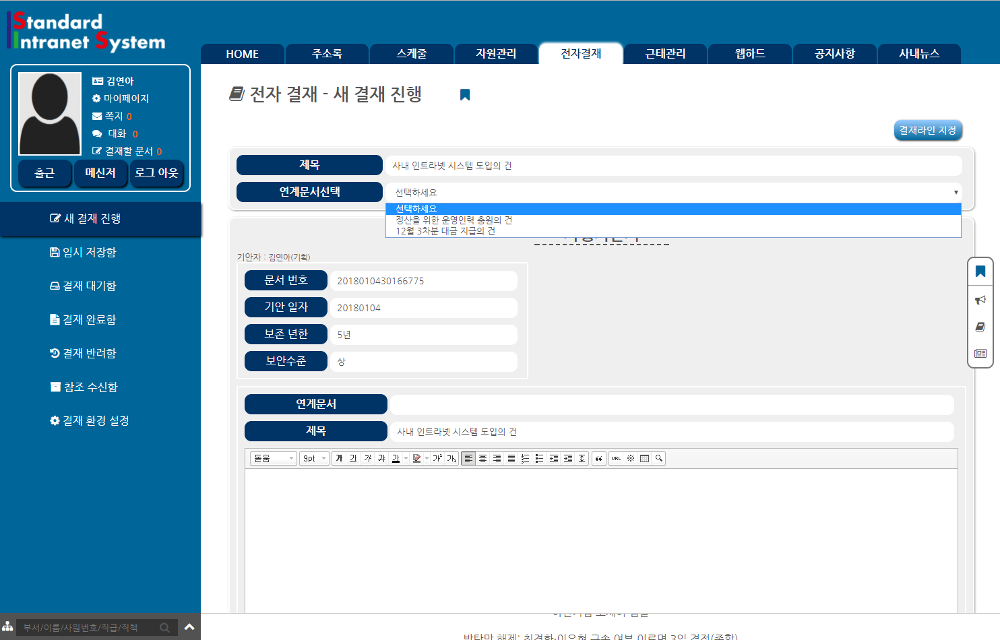 Standard
Intranet System
HOME 주소록 스케줄 자원관리 전자결재 근태관리 웹하드 공지사항 사내뉴스
김연아
마이페이지
쪽지 0
대화 0
결재할 문서 0
출근 메신저 로그 아웃
새 결재 진행
임시 저장함
결재 대기함
결재 완료함
결재 반려함
참조 수신함
결재 환경 설정
부서/이름/사원번호/직급/직책
전자 결재 - 새 결재 진행
결재라인 지정
제목 사내 인트라넷 시스템 도입의 건
연계문서선택 선택하세요
선택하세요
정산을 위한 운영인력 충원의 건
12월 3차분 대금 지급의 건
기안자 : 김연아(기획)
문서 번호 2018010430166775
기안 일자 20180104
보존 년한 5년
보안수준 상
연계문서
제목 사내 인트라넷 시스템 도입의 건
돋움 9pt 가 가 가 가 가 가¹ 가₁ URL